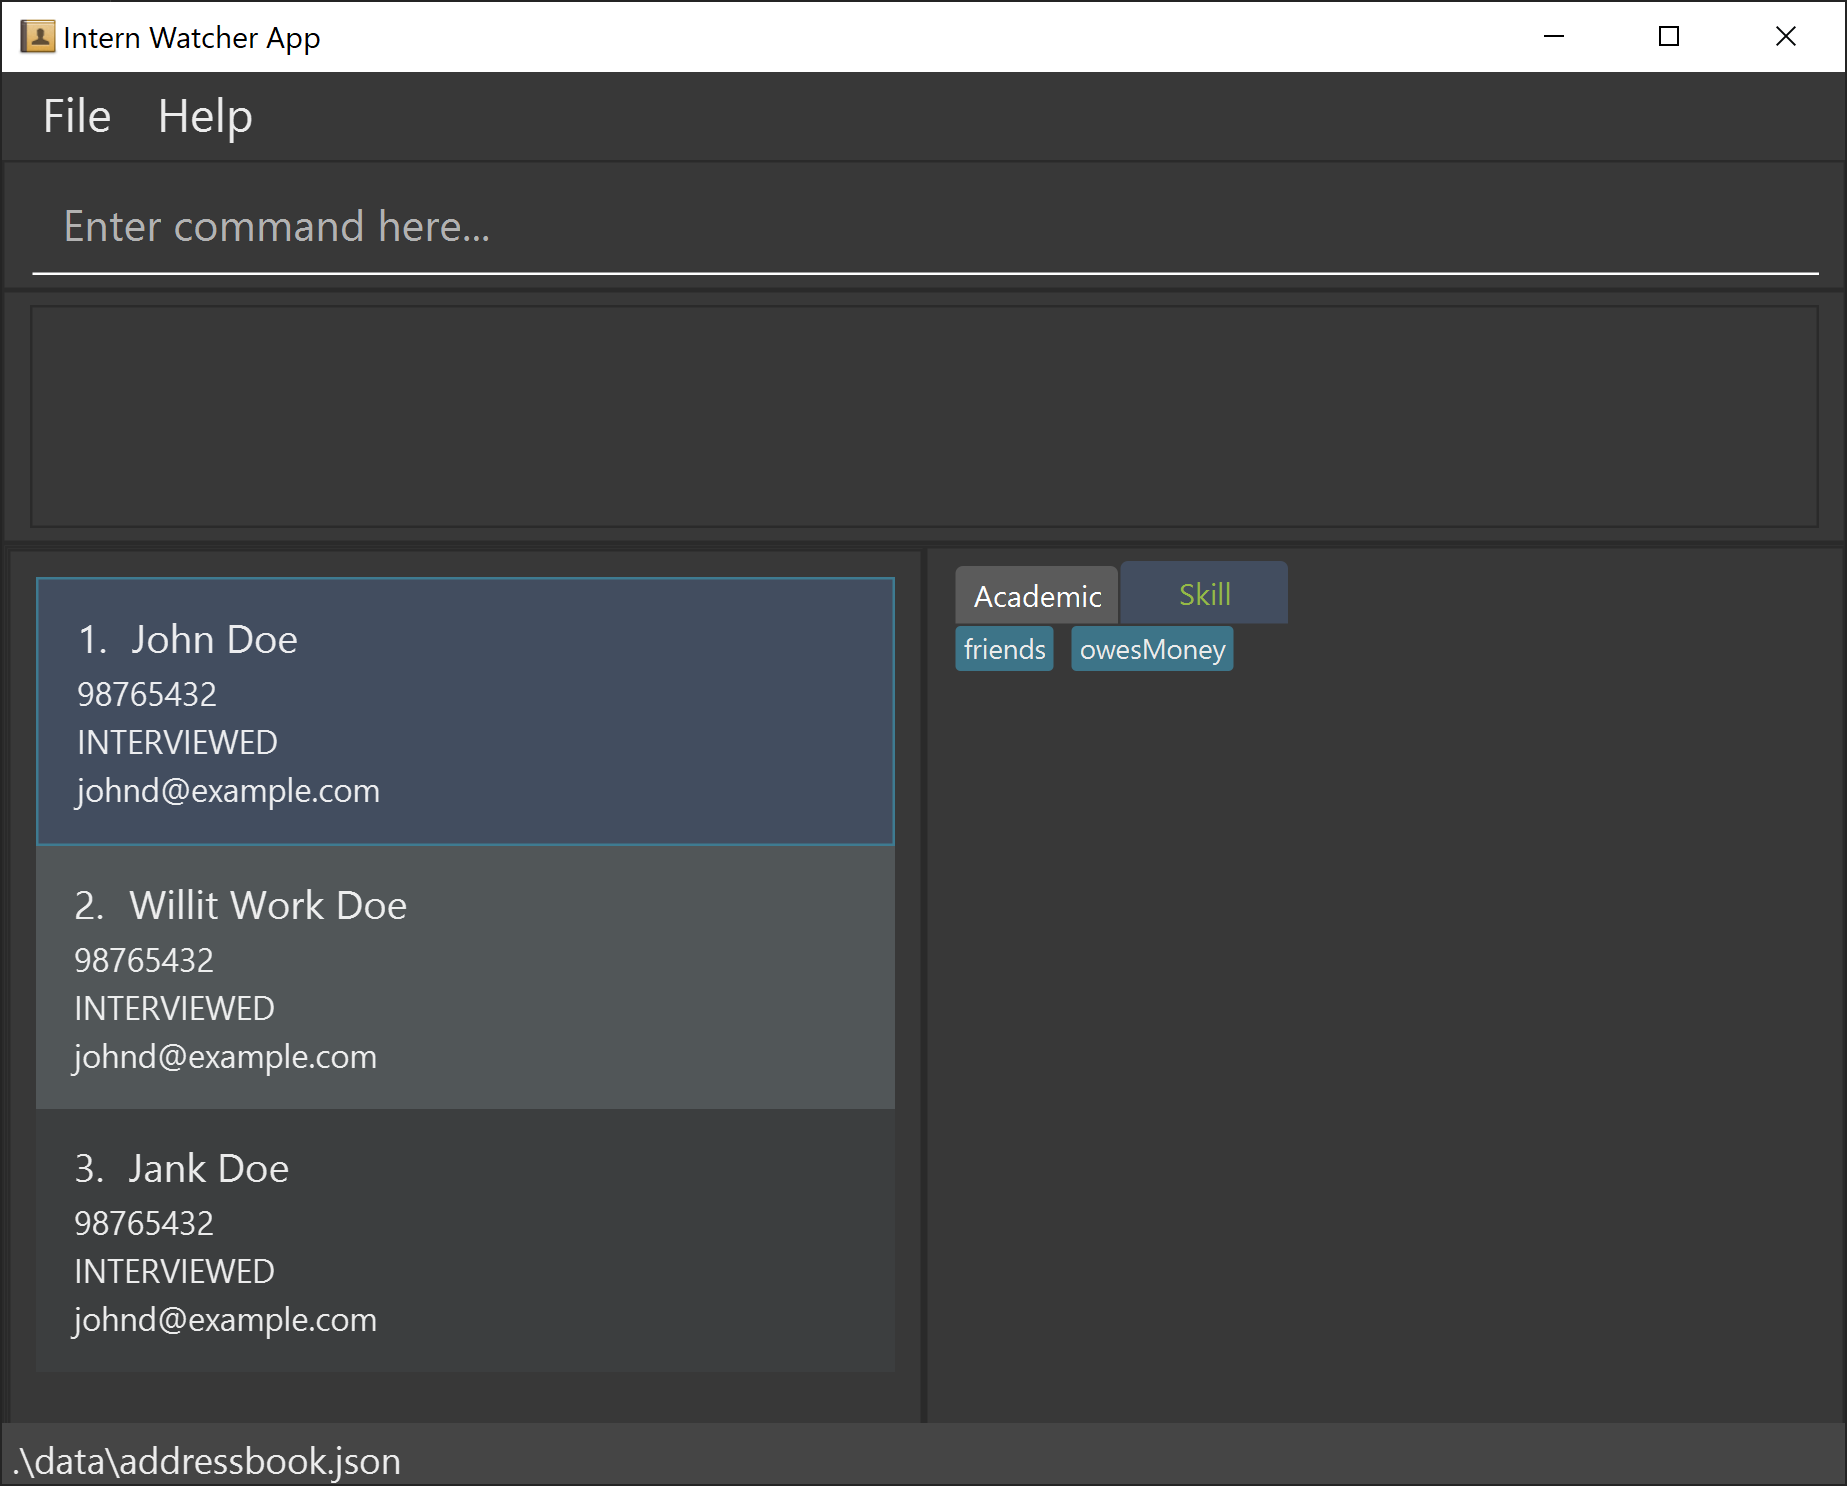 Intern Watcher App
File Help
Enter command here...
1. John Doe
98765432
INTERVIEWED
johnd@example.com
2. Willit Work Doe
98765432
INTERVIEWED
johnd@example.com
3. Jank Doe
98765432
INTERVIEWED
johnd@example.com
Academic Skill
friends owesMoney
.\data\addressbook.json